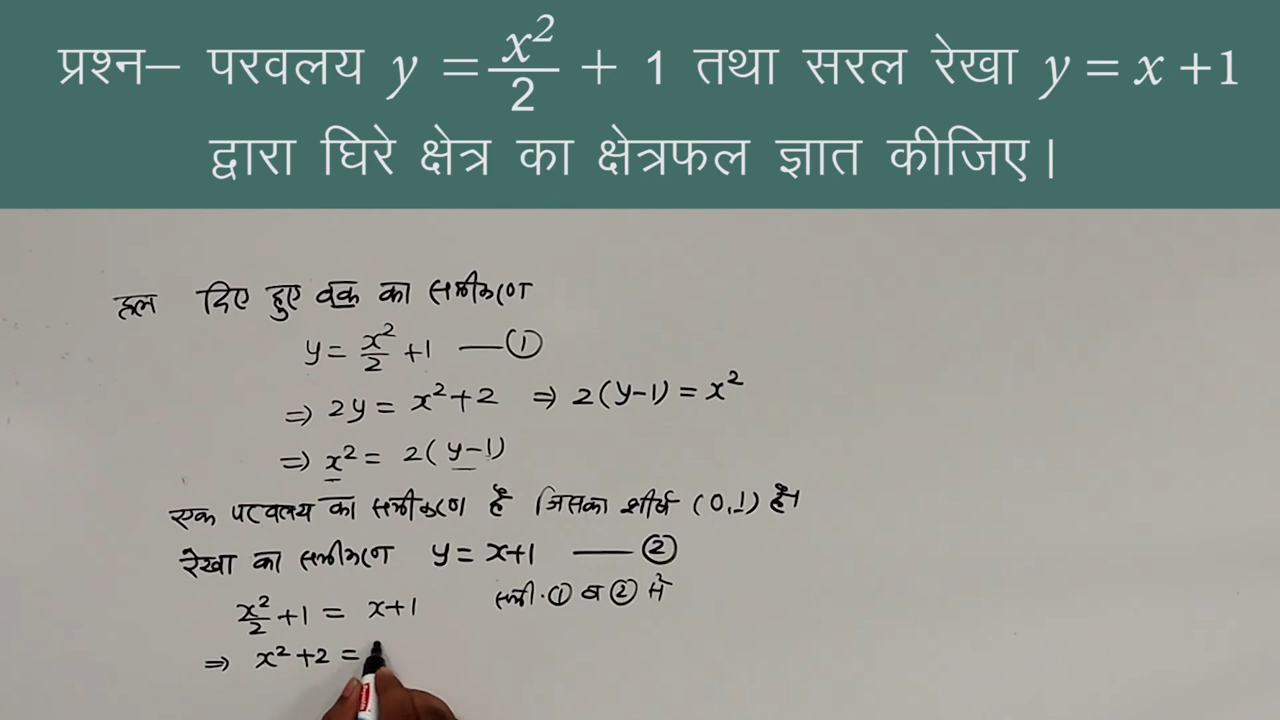 प्रश्न– परवलय y = x²/2 + 1 तथा सरल रेखा y = x + 1
द्वारा घिरे क्षेत्र का क्षेत्रफल ज्ञात कीजिए।
हल दिए हुए वक्र का समीकरण
y = x²/2 + 1 —①
⇒ 2y = x² + 2 ⇒ 2(y-1) = x²
⇒ x² = 2(y-1)
एक परवलय का समीकरण है जिसका शीर्ष (0,1) है।
रेखा का समीकरण y = x+1 —②
x²/2 + 1 = x+1 समी. ① व ② से
⇒ x² + 2 =